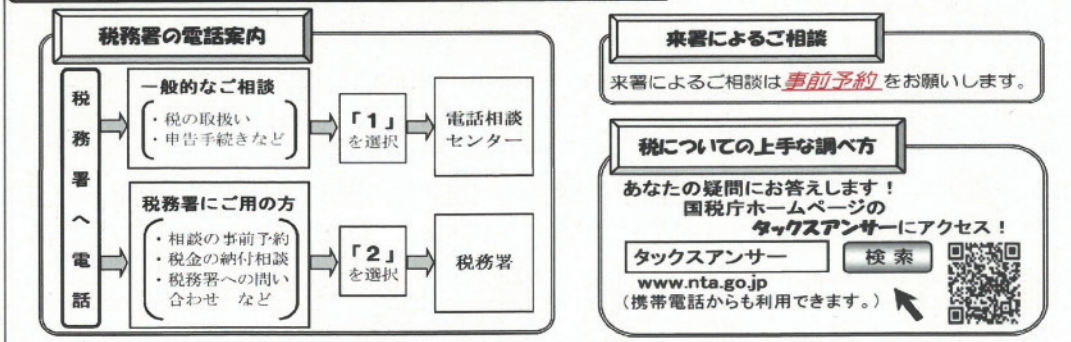 税務署の電話案内
税務署へ電話
一般的なご相談
・税の取扱い
・申告手続きなど
「1」
を選択
電話相談
センター
税務署にご用の方
・相談の事前予約
・税金の納付相談
・税務署への問い
合わせ など
「2」
を選択
税務署
来署によるご相談
来署によるご相談は事前予約をお願いします。
税についての上手な調べ方
あなたの疑問にお答えします！
国税庁ホームページの
タックスアンサーにアクセス！
タックスアンサー 検索
www.nta.go.jp
（携帯電話からも利用できます。）